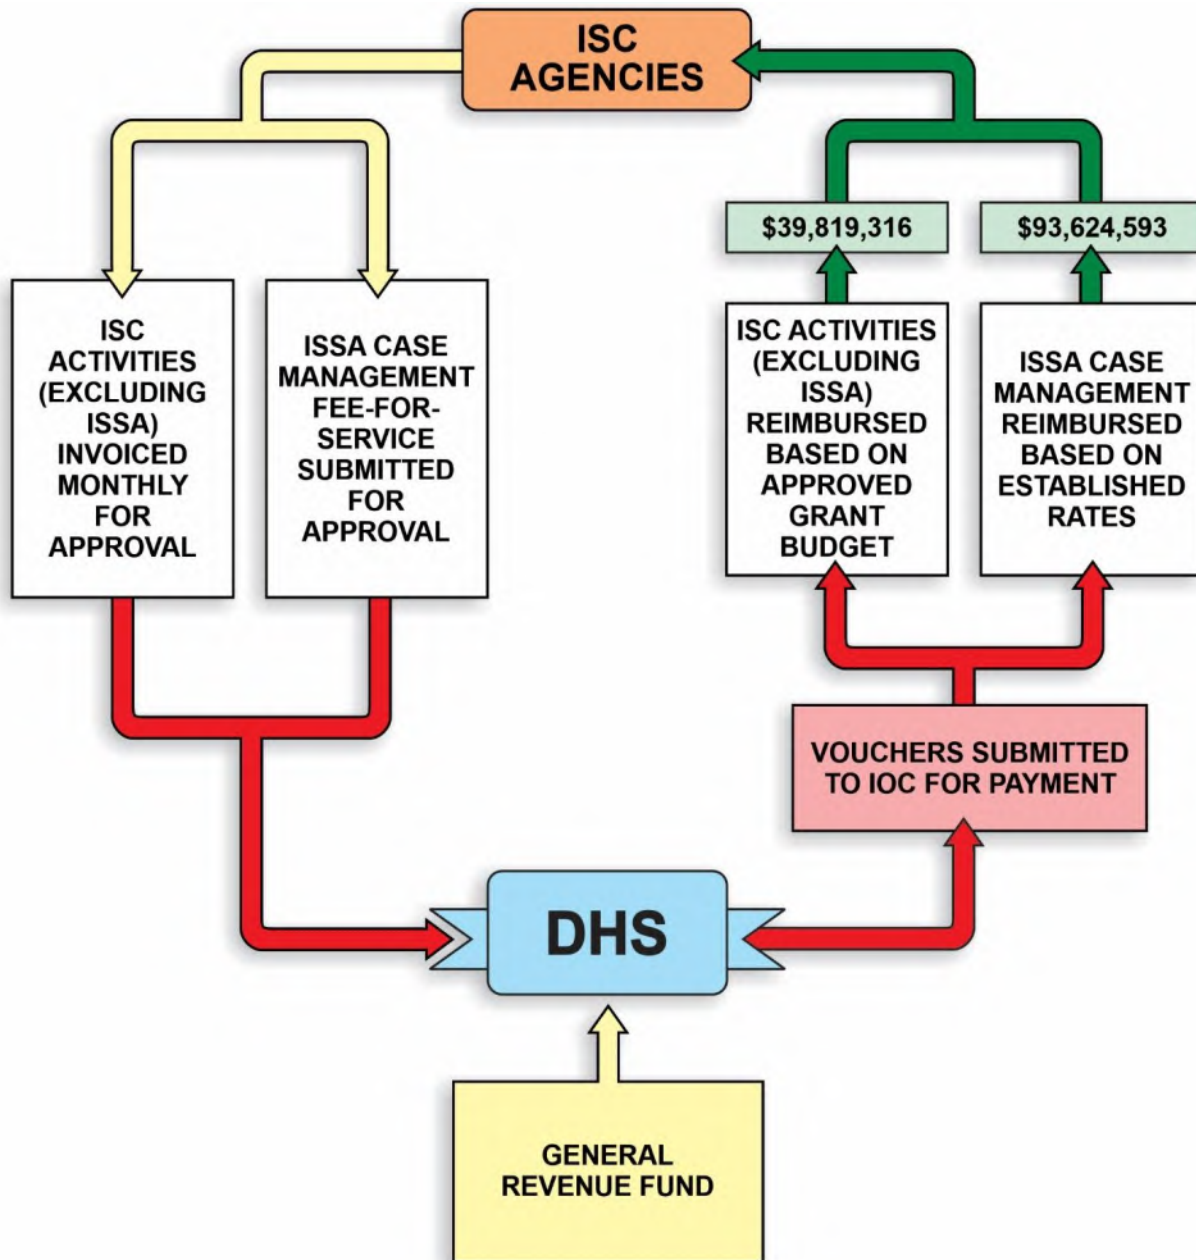 ISC
AGENCIES
$39,819,316
$93,624,593
ISC
ACTIVITIES
(EXCLUDING
ISSA)
INVOICED
MONTHLY
FOR
APPROVAL
ISSA CASE
MANAGEMENT
FEE-FOR-
SERVICE
SUBMITTED
FOR
APPROVAL
ISC ACTIVITIES
(EXCLUDING
ISSA)
REIMBURSED
BASED ON
APPROVED
GRANT
BUDGET
ISSA CASE
MANAGEMENT
REIMBURSED
BASED ON
ESTABLISHED
RATES
VOUCHERS SUBMITTED
TO IOC FOR PAYMENT
DHS
GENERAL
REVENUE FUND